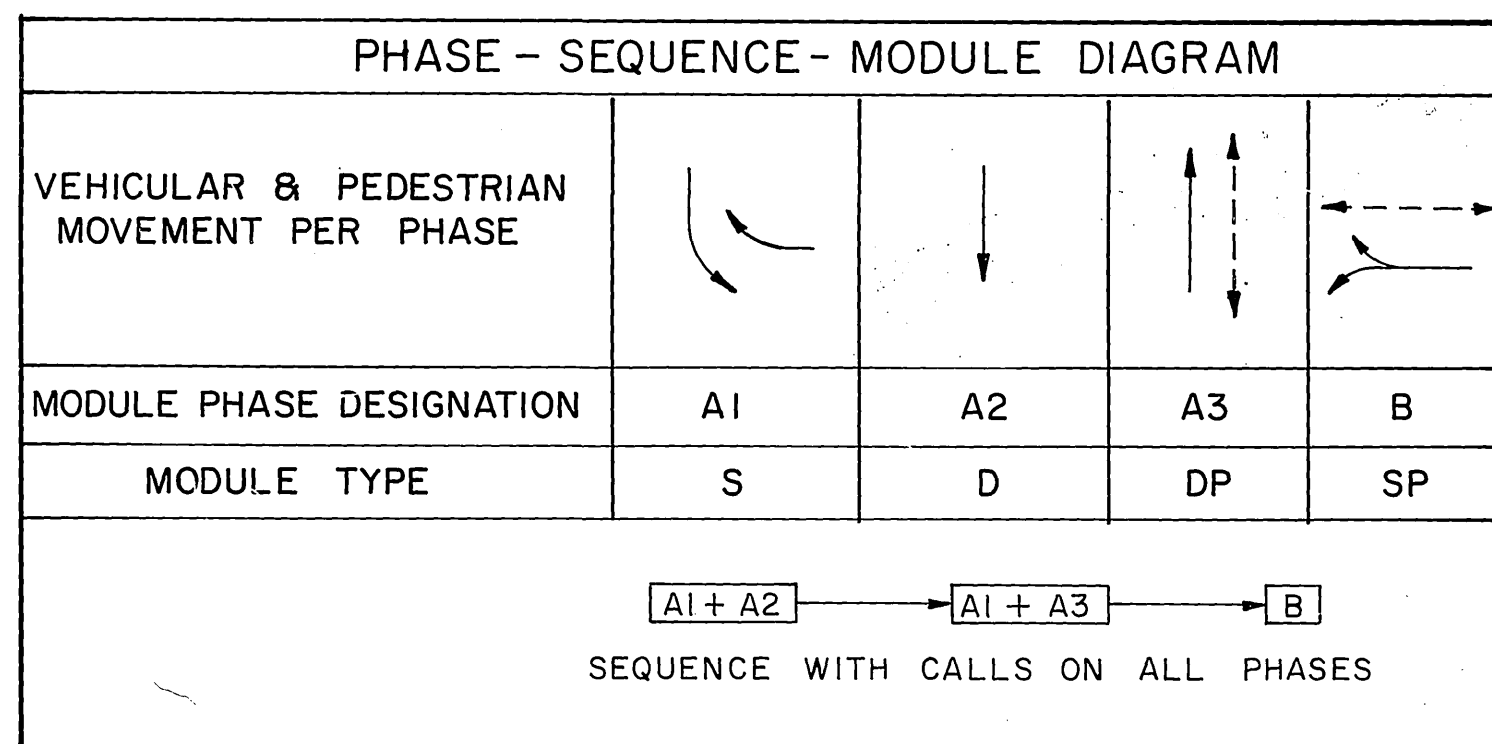 PHASE - SEQUENCE - MODULE DIAGRAM
VEHICULAR & PEDESTRIAN
MOVEMENT PER PHASE
MODULE PHASE DESIGNATION A1 A2 A3 B
MODULE TYPE S D DP SP
A1 + A2 A1 + A3 B
SEQUENCE WITH CALLS ON ALL PHASES